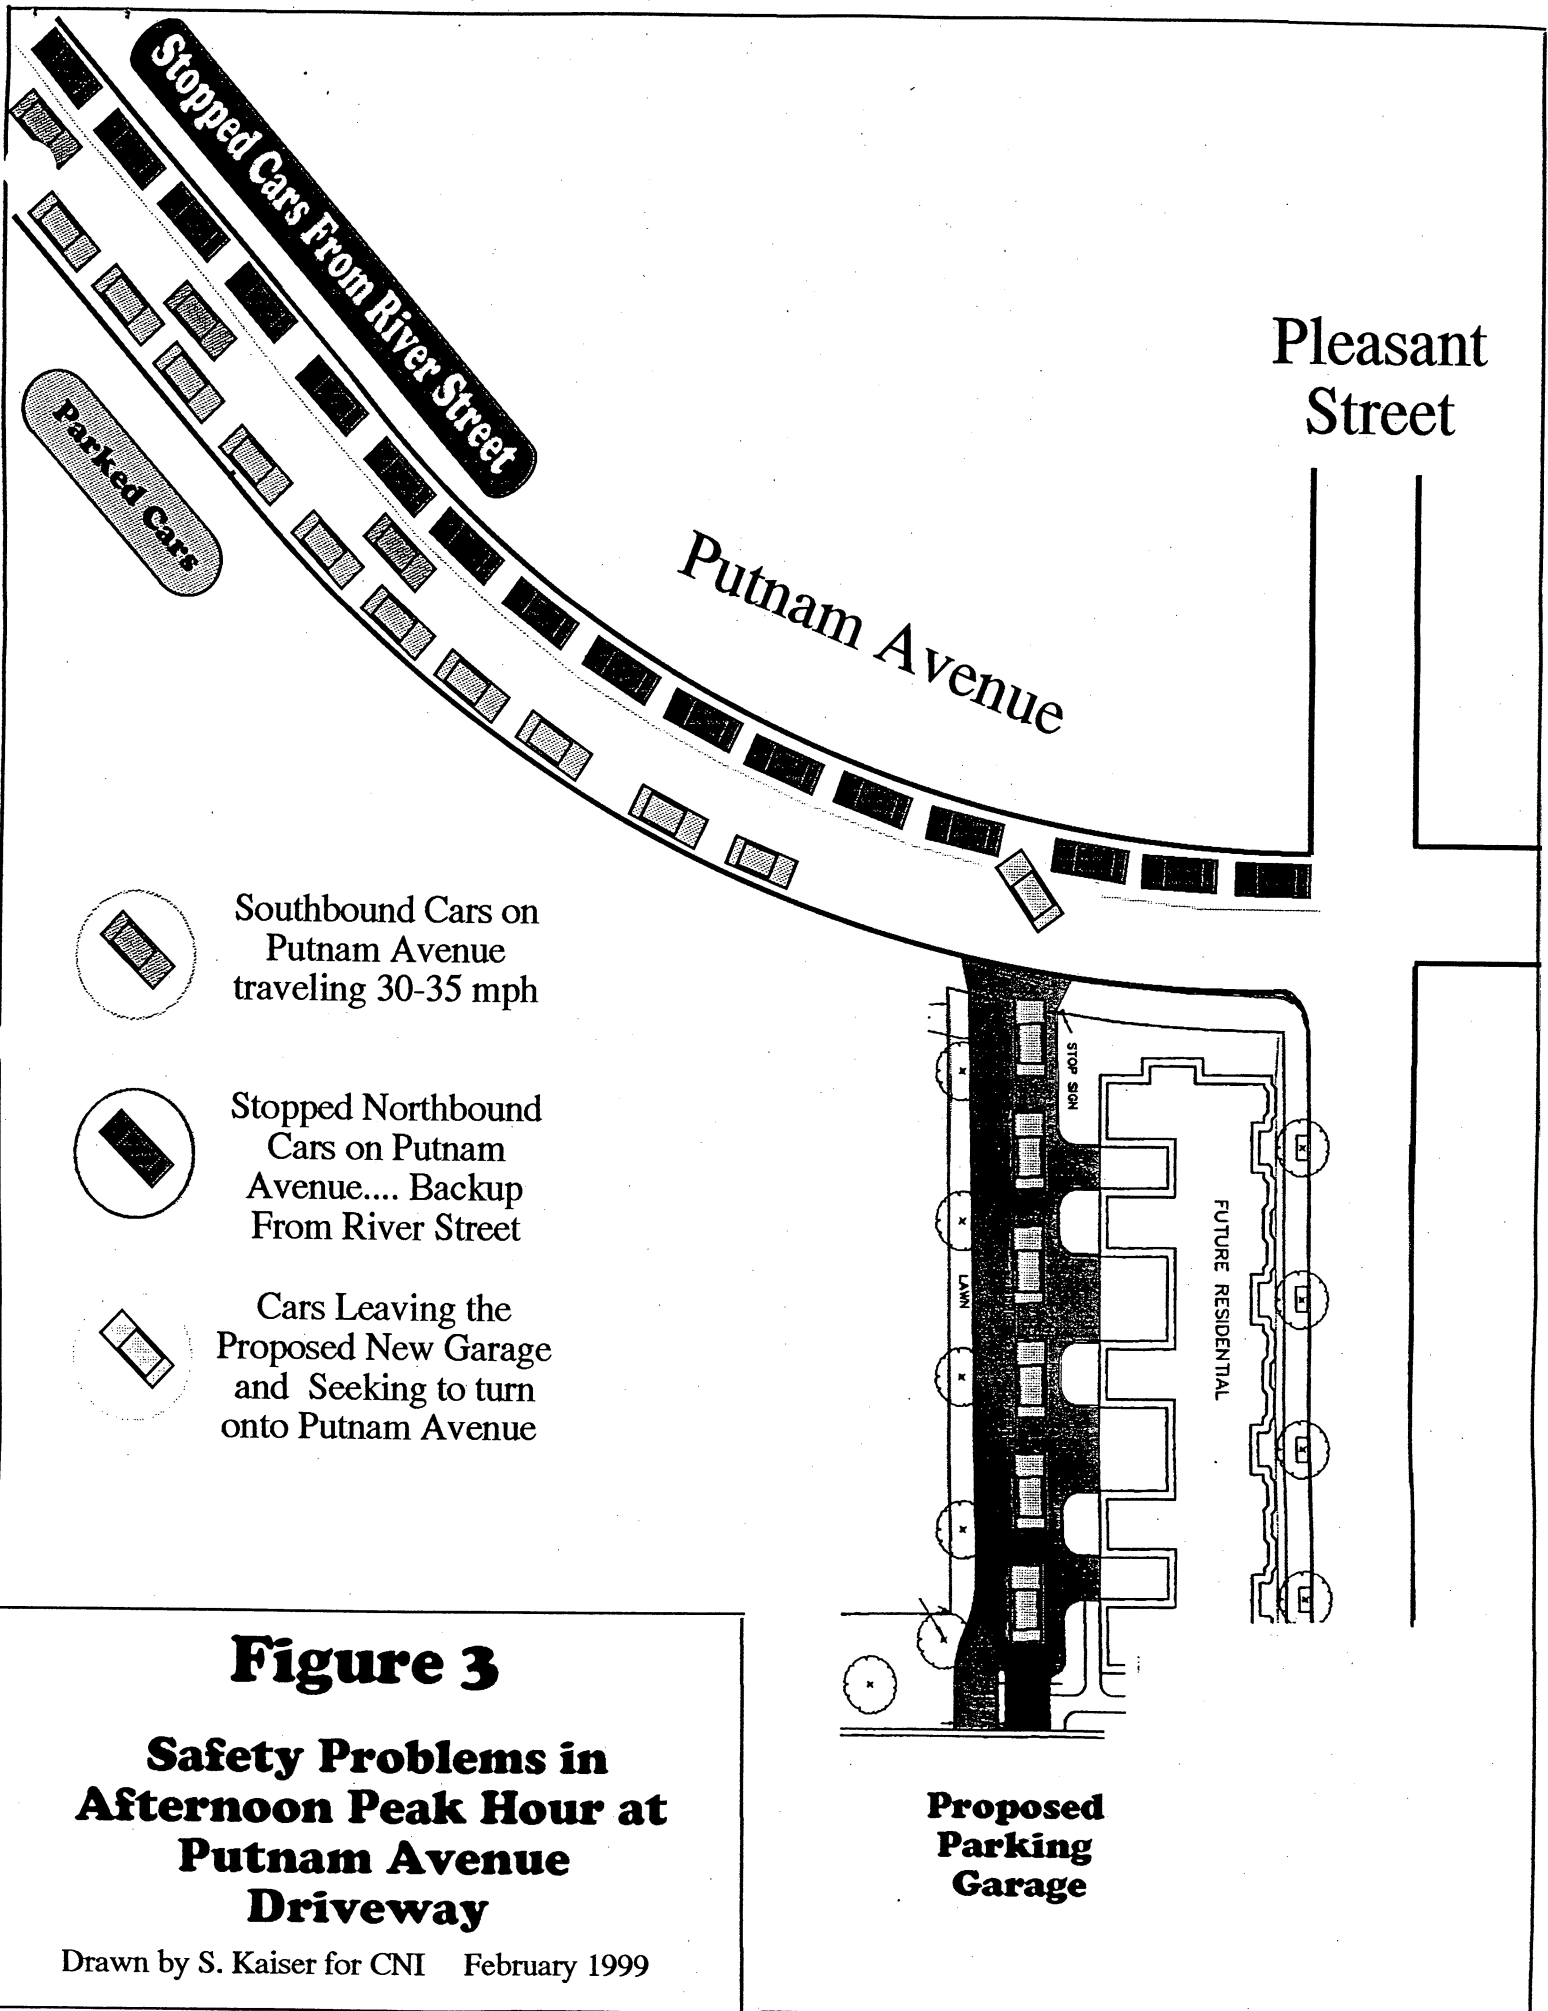 Stopped Cars From River Street
Parked Cars
Pleasant
Street
Putnam Avenue
Southbound Cars on
Putnam Avenue
traveling 30-35 mph
Stopped Northbound
Cars on Putnam
Avenue.... Backup
From River Street
Cars Leaving the
Proposed New Garage
and Seeking to turn
onto Putnam Avenue
STOP SIGN
LAWN
FUTURE RESIDENTIAL
Figure 3
Safety Problems in
Afternoon Peak Hour at
Putnam Avenue
Driveway
Drawn by S. Kaiser for CNI February 1999
Proposed
Parking
Garage